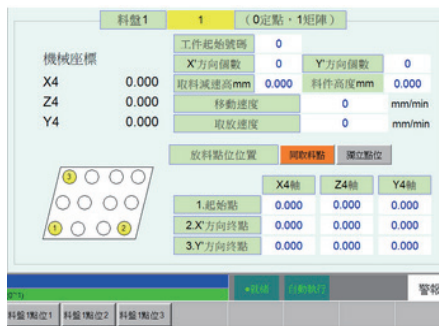 料盤1 1 (0定點，1矩陣)
機械座標
X4 0.000
Z4 0.000
Y4 0.000
工件起始號碼 0
X'方向個數 0 Y'方向個數 0
取料減速高mm 0.000 料件高度mm 0.000
移動速度 0 mm/min
取放速度 0 mm/min
放料點位位置 同取料點 獨立點位
X4軸 Z4軸 Y4軸
1.起始點 0.000 0.000 0.000
2.X'方向終點 0.000 0.000 0.000
3.Y'方向終點 0.000 0.000 0.000
3
1 2
自動執行 警報
料盤1點位1 料盤1點位2 料盤1點位3